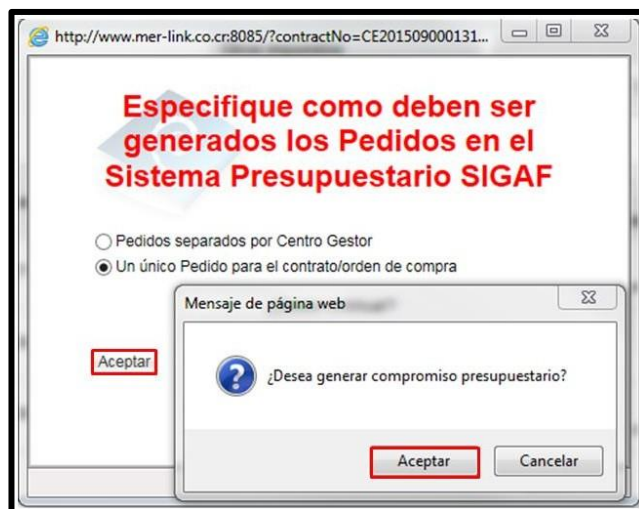 http://www.mer-link.co.cr:8085/?contractNo=CE201509000131...
Especifique como deben ser
generados los Pedidos en el
Sistema Presupuestario SIGAF
Pedidos separados por Centro Gestor
Un único Pedido para el contrato/orden de compra
Aceptar
Mensaje de página web
¿Desea generar compromiso presupuestario?
Aceptar
Cancelar